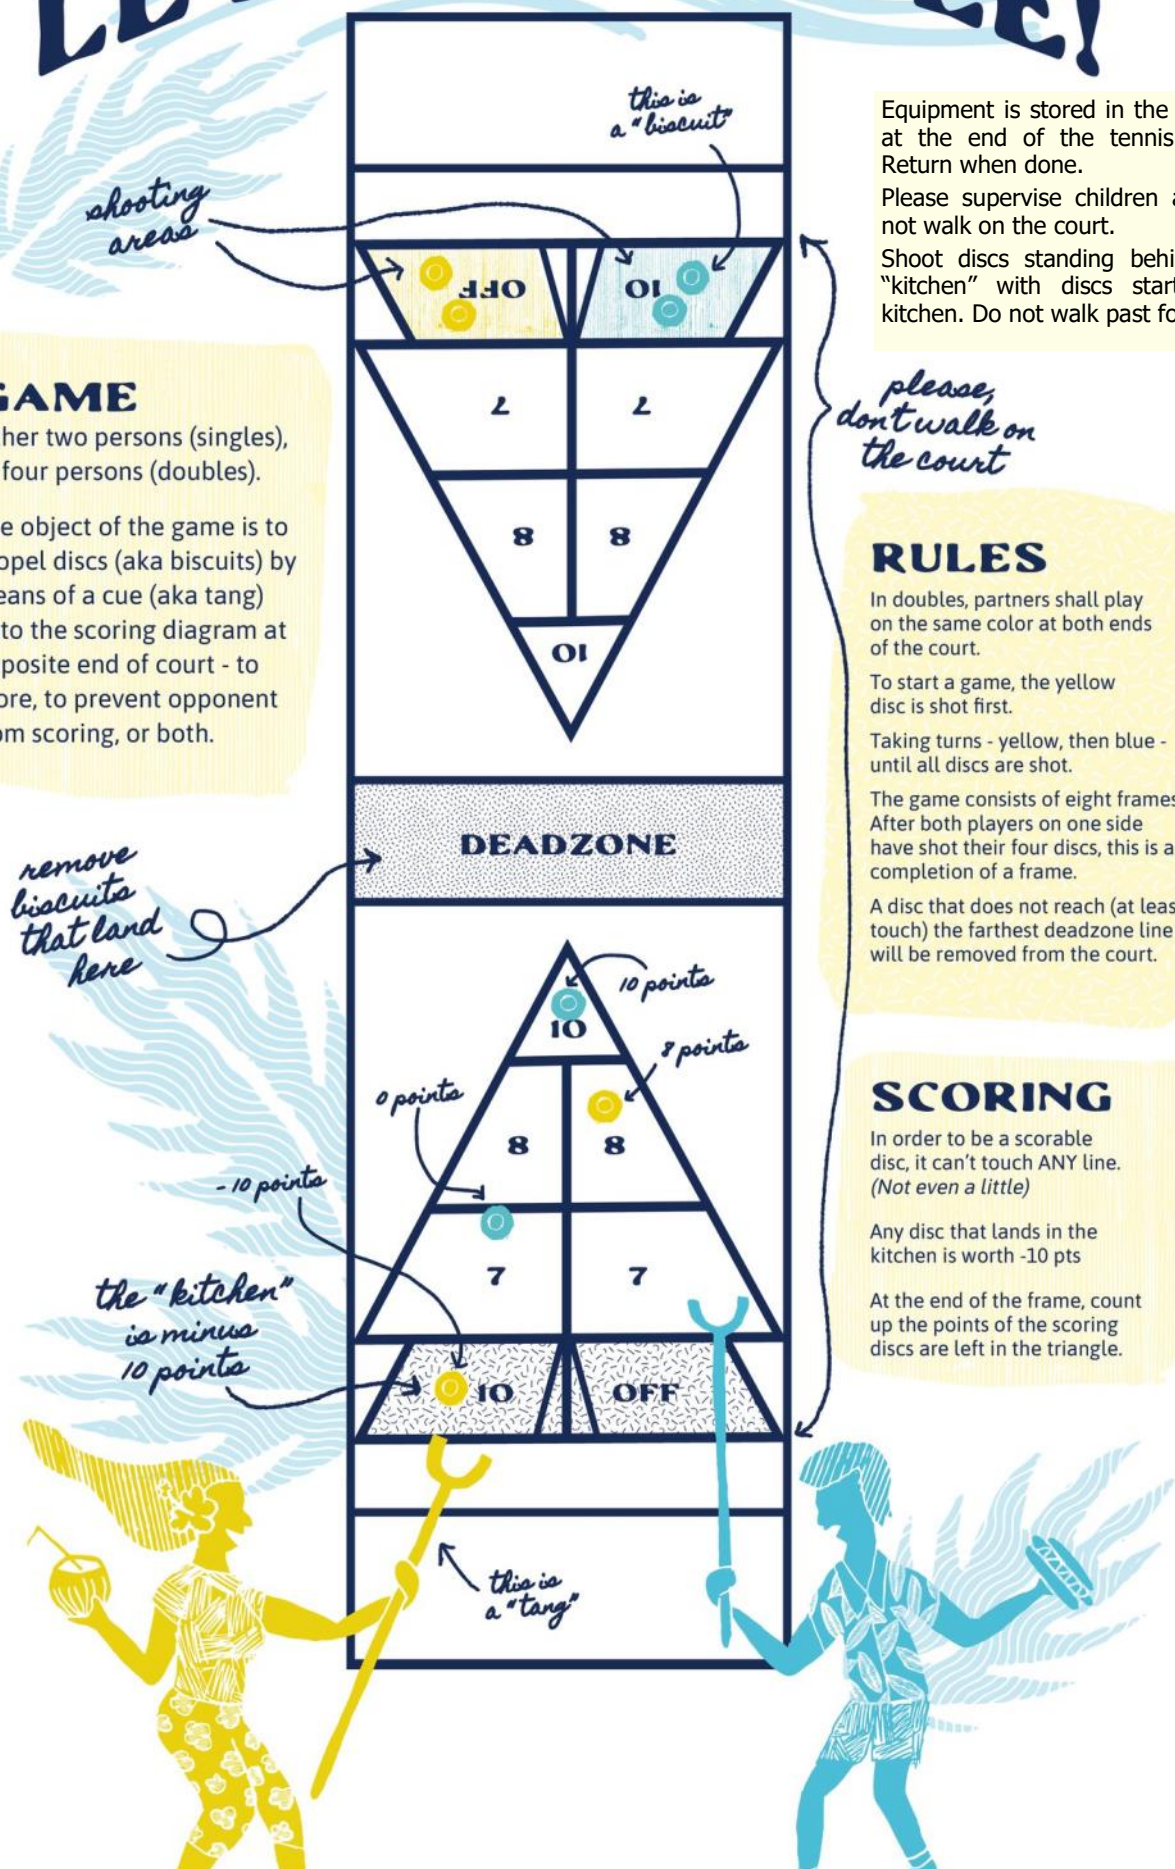 this is
a "biscuit"
Equipment is stored in the
at the end of the tennis
Return when done.
Please supervise children
not walk on the court.
Shoot discs standing
"kitchen" with discs
kitchen. Do not walk past
shooting
areas
10 OFF
7 7
8 8
10
please,
don't walk on
the court
GAME
two persons (singles),
four persons (doubles).
object of the game is to
discs (aka biscuits) by
of a cue (aka tang)
to the scoring diagram at
end of court - to
to prevent opponent
scoring, or both.
RULES
In doubles, partners shall play
on the same color at both ends
of the court.
To start a game, the yellow
disc is shot first.
Taking turns - yellow, then blue -
until all discs are shot.
The game consists of eight frames
After both players on one side
have shot their four discs, this is a
completion of a frame.
A disc that does not reach (at least
touch) the farthest deadzone line
will be removed from the court.
DEADZONE
remove
biscuits
that land
here
10 points
10
8 points
0 points
8 8
-10 points
7 7
the "kitchen"
is minus
10 points
10 OFF
SCORING
In order to be a scorable
disc, it can't touch ANY line.
(Not even a little)
Any disc that lands in the
kitchen is worth -10 pts
At the end of the frame, count
up the points of the scoring
discs are left in the triangle.
this is
a "tang"